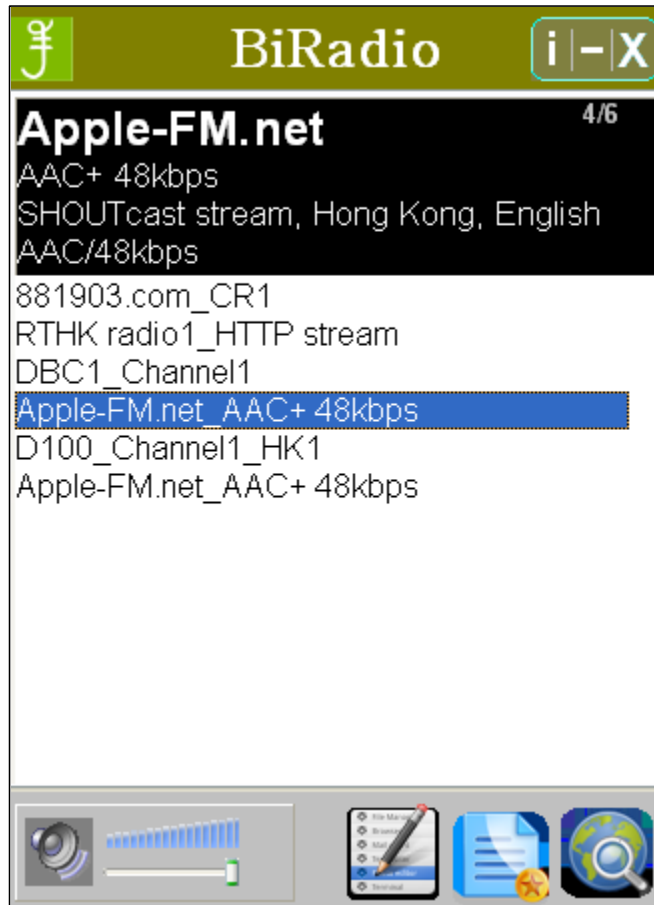 BiRadio
i - X
Apple-FM.net 4/6
AAC+ 48kbps
SHOUTcast stream, Hong Kong, English
AAC/48kbps
881903.com_CR1
RTHK radio1_HTTP stream
DBC1_Channel1
Apple-FM.net_AAC+ 48kbps
D100_Channel1_HK1
Apple-FM.net_AAC+ 48kbps
Terminal